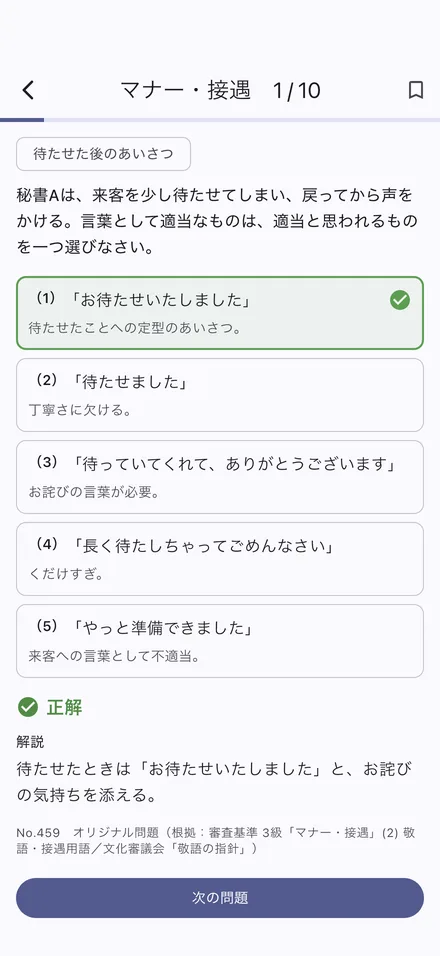 マナー・接遇　1/10
待たせた後のあいさつ
秘書Aは、来客を少し待たせてしまい、戻ってから声を
かける。言葉として適当なものは、適当と思われるもの
を一つ選びなさい。
（1）「お待たせいたしました」
待たせたことへの定型のあいさつ。
（2）「待たせました」
丁寧さに欠ける。
（3）「待っていてくれて、ありがとうございます」
お詫びの言葉が必要。
（4）「長く待たしちゃってごめんなさい」
くだけすぎ。
（5）「やっと準備できました」
来客への言葉として不適当。
正解
解説
待たせたときは「お待たせいたしました」と、お詫び
の気持ちを添える。
No.459　オリジナル問題（根拠：審査基準 3級「マナー・接遇」(2) 敬
語・接遇用語／文化審議会「敬語の指針」）
次の問題